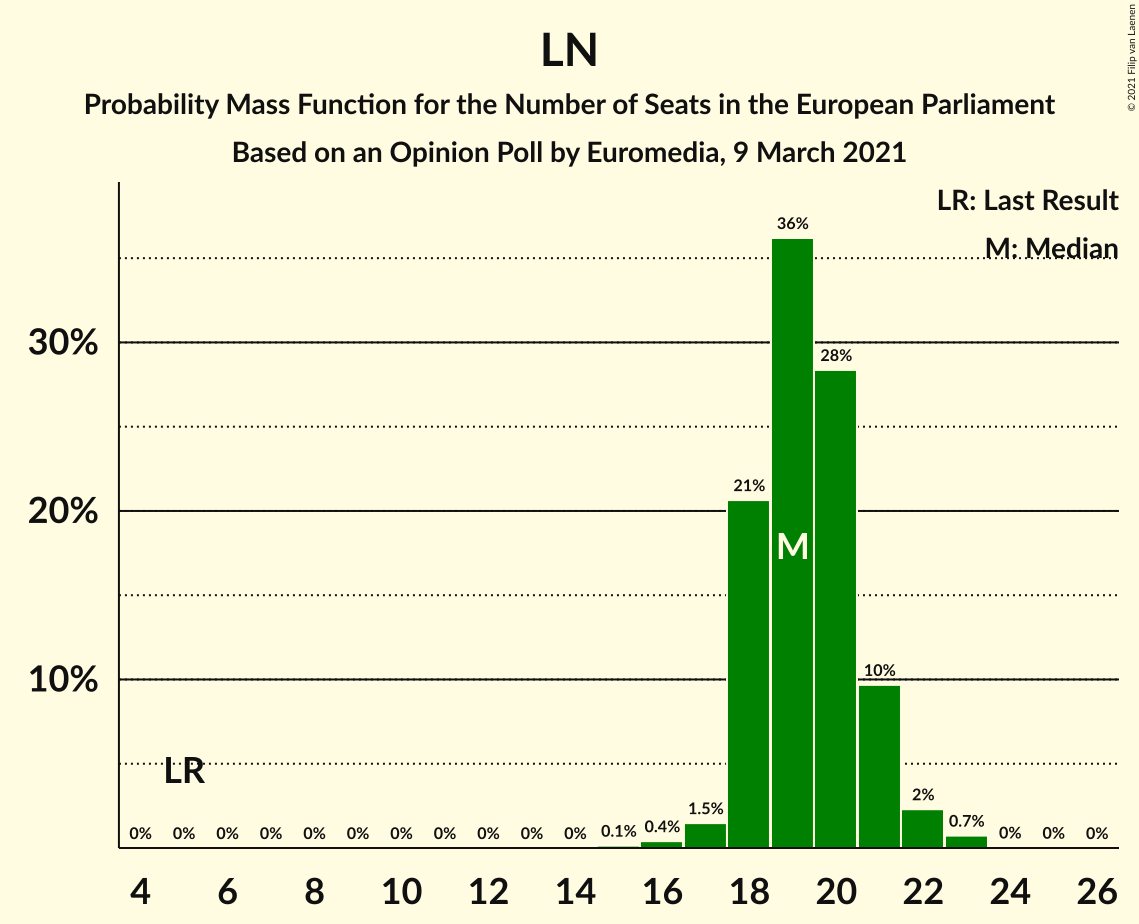 LN
Probability Mass Function for the Number of Seats in the European Parliament
Based on an Opinion Poll by Euromedia, 9 March 2021
© 2021 Filip van Laenen
LR: Last Result
M: Median
36%
30%
28%
21%
20%
M
10%
10%
LR
0% 0% 0% 0% 0% 0% 0% 0% 0% 0% 0% 0.1% 0.4% 1.5% 2% 0.7% 0% 0% 0%
4 6 8 10 12 14 16 18 20 22 24 26